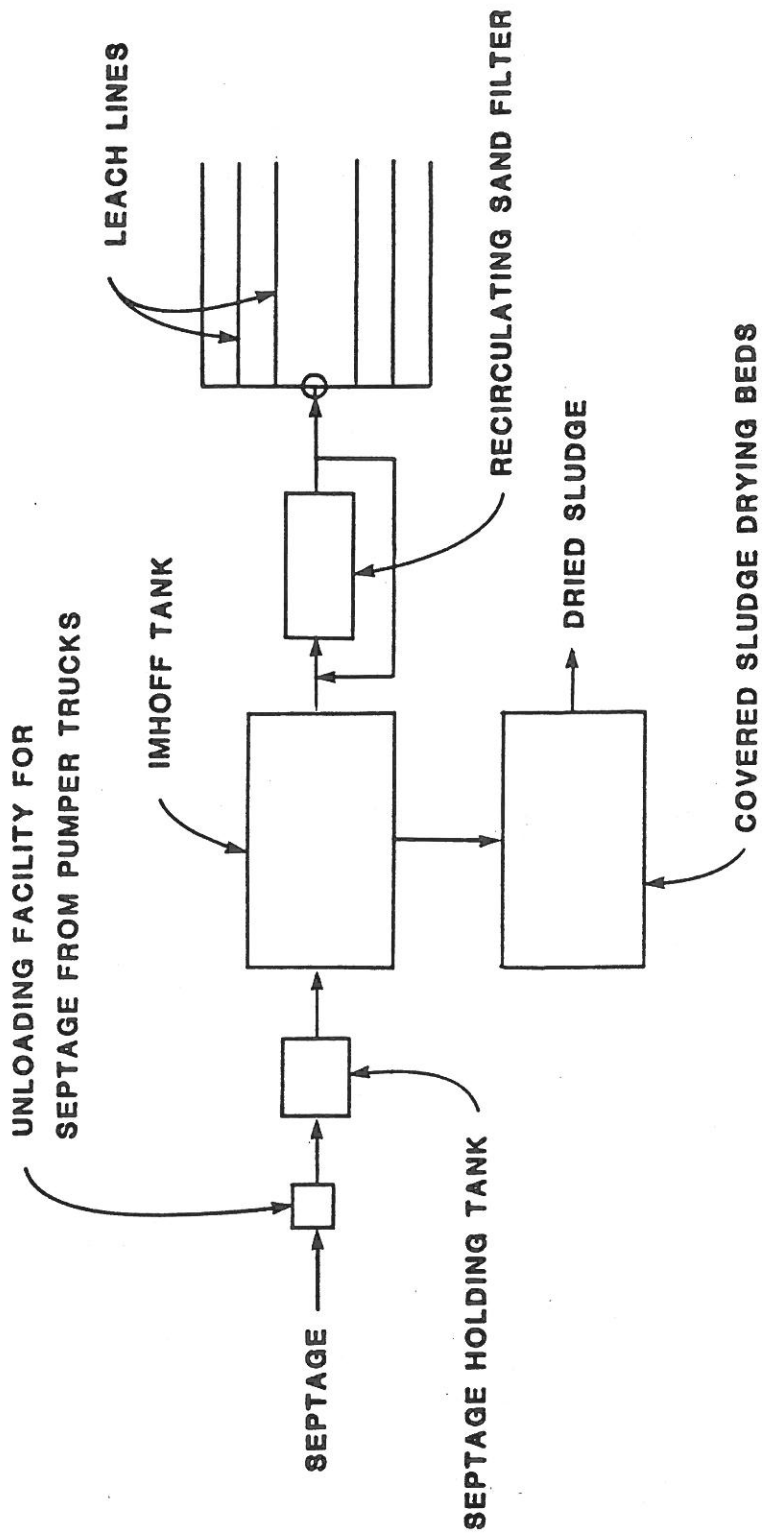 UNLOADING FACILITY FOR
SEPTAGE FROM PUMPER TRUCKS
IMHOFF TANK
LEACH LINES
SEPTAGE
SEPTAGE HOLDING TANK
RECIRCULATING SAND FILTER
DRIED SLUDGE
COVERED SLUDGE DRYING BEDS